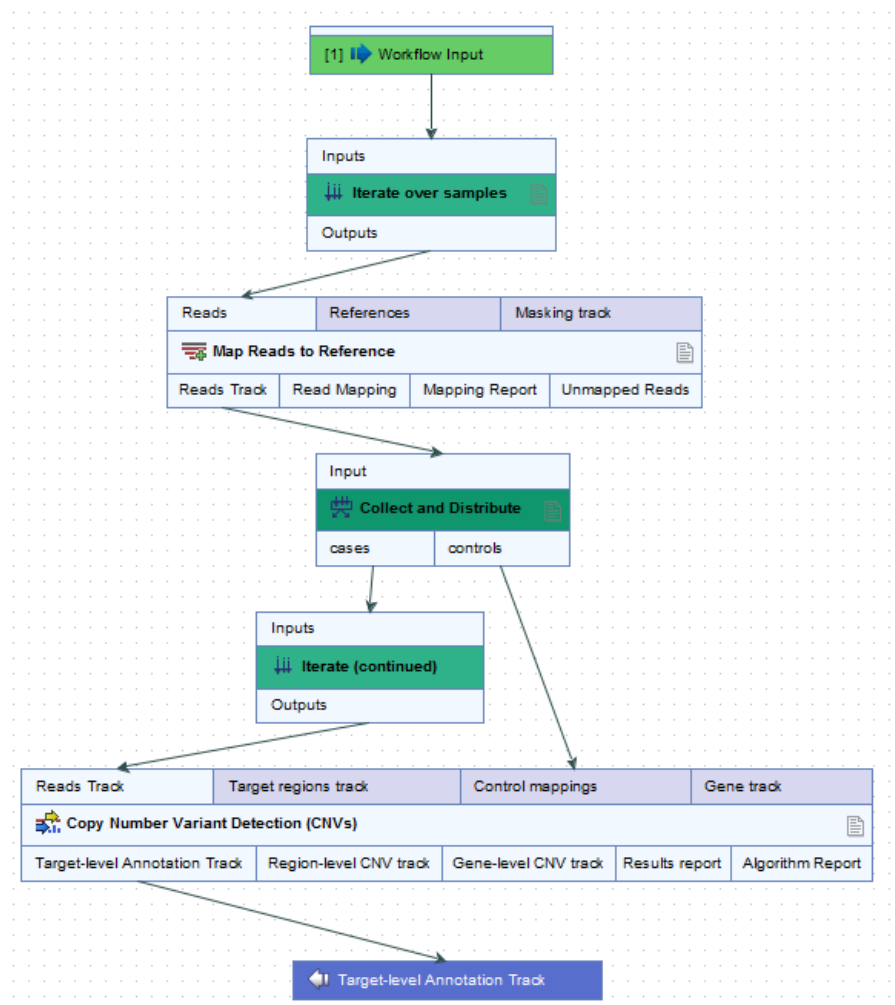 [1] Workflow Input
Inputs
Iterate over samples
Outputs
Reads References Masking track
Map Reads to Reference
Reads Track Read Mapping Mapping Report Unmapped Reads
Input
Collect and Distribute
cases controls
Inputs
Iterate (continued)
Outputs
Reads Track Target regions track Control mappings Gene track
Copy Number Variant Detection (CNVs)
Target-level Annotation Track Region-level CNV track Gene-level CNV track Results report Algorithm Report
Target-level Annotation Track